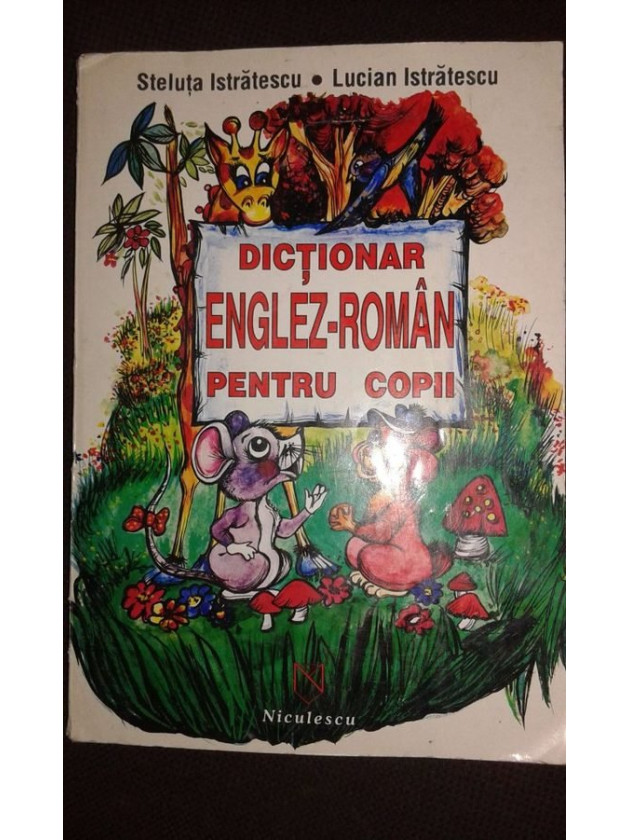 Steluța Istrătescu • Lucian Istrătescu
DICȚIONAR
ENGLEZ-ROMÂN
PENTRU COPII
Niculescu